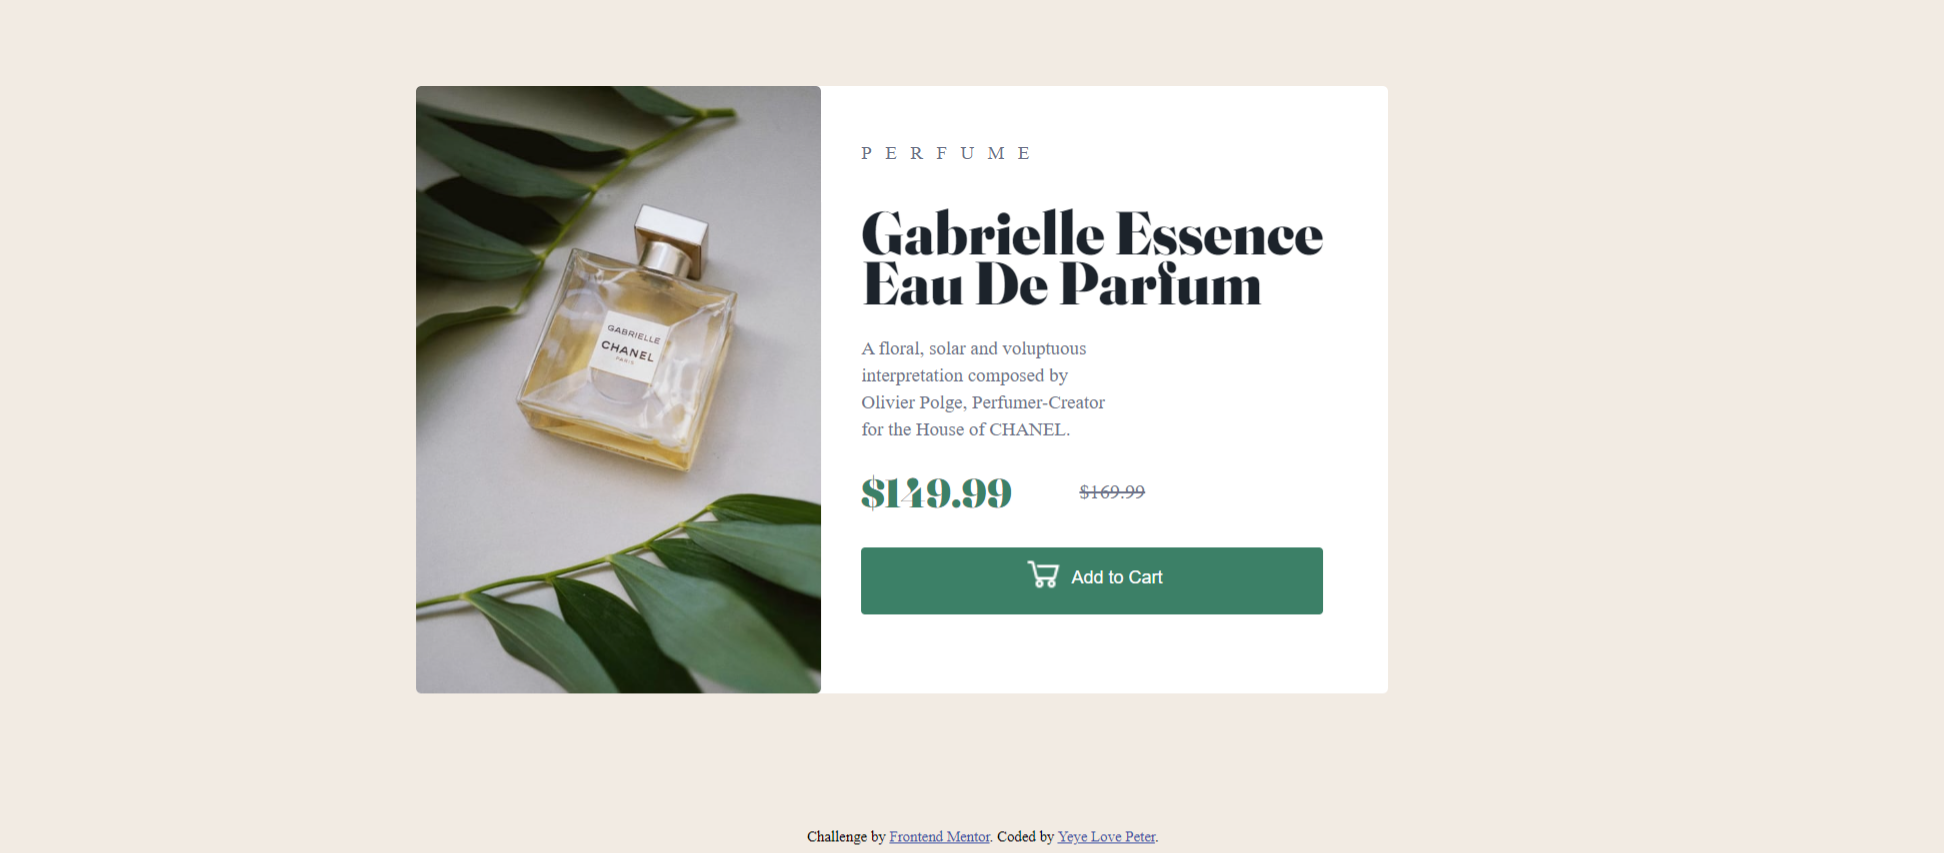 GABRIELLE
CHANEL
PARIS
P E R F U M E
Gabrielle Essence
Eau De Parfum
A floral, solar and voluptuous
interpretation composed by
Olivier Polge, Perfumer-Creator
for the House of CHANEL.
$149.99 $169.99
Add to Cart
Challenge by Frontend Mentor. Coded by Yeye Love Peter.